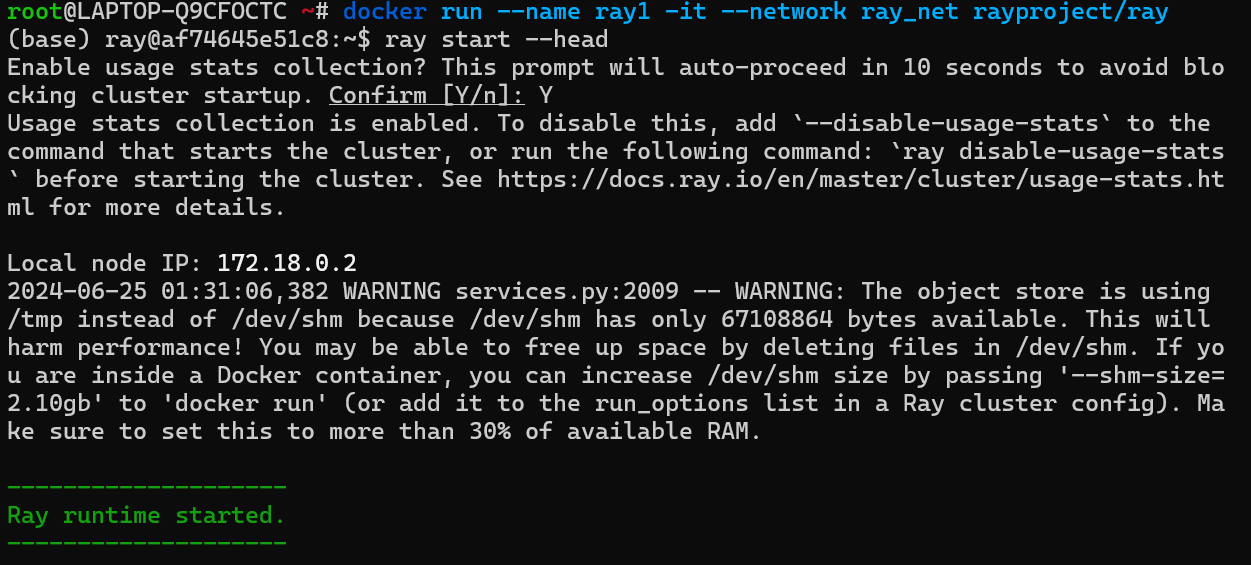 root@LAPTOP-Q9CFOCTC ~# docker run --name ray1 -it --network ray_net rayproject/ray
(base) ray@af74645e51c8:~$ ray start --head
Enable usage stats collection? This prompt will auto-proceed in 10 seconds to avoid blo
cking cluster startup. Confirm [Y/n]: Y
Usage stats collection is enabled. To disable this, add `--disable-usage-stats` to the
command that starts the cluster, or run the following command: `ray disable-usage-stats
` before starting the cluster. See https://docs.ray.io/en/master/cluster/usage-stats.ht
ml for more details.

Local node IP: 172.18.0.2
2024-06-25 01:31:06,382 WARNING services.py:2009 -- WARNING: The object store is using
/tmp instead of /dev/shm because /dev/shm has only 67108864 bytes available. This will
harm performance! You may be able to free up space by deleting files in /dev/shm. If yo
u are inside a Docker container, you can increase /dev/shm size by passing '--shm-size=
2.10gb' to 'docker run' (or add it to the run_options list in a Ray cluster config). Ma
ke sure to set this to more than 30% of available RAM.

--------------------
Ray runtime started.
--------------------